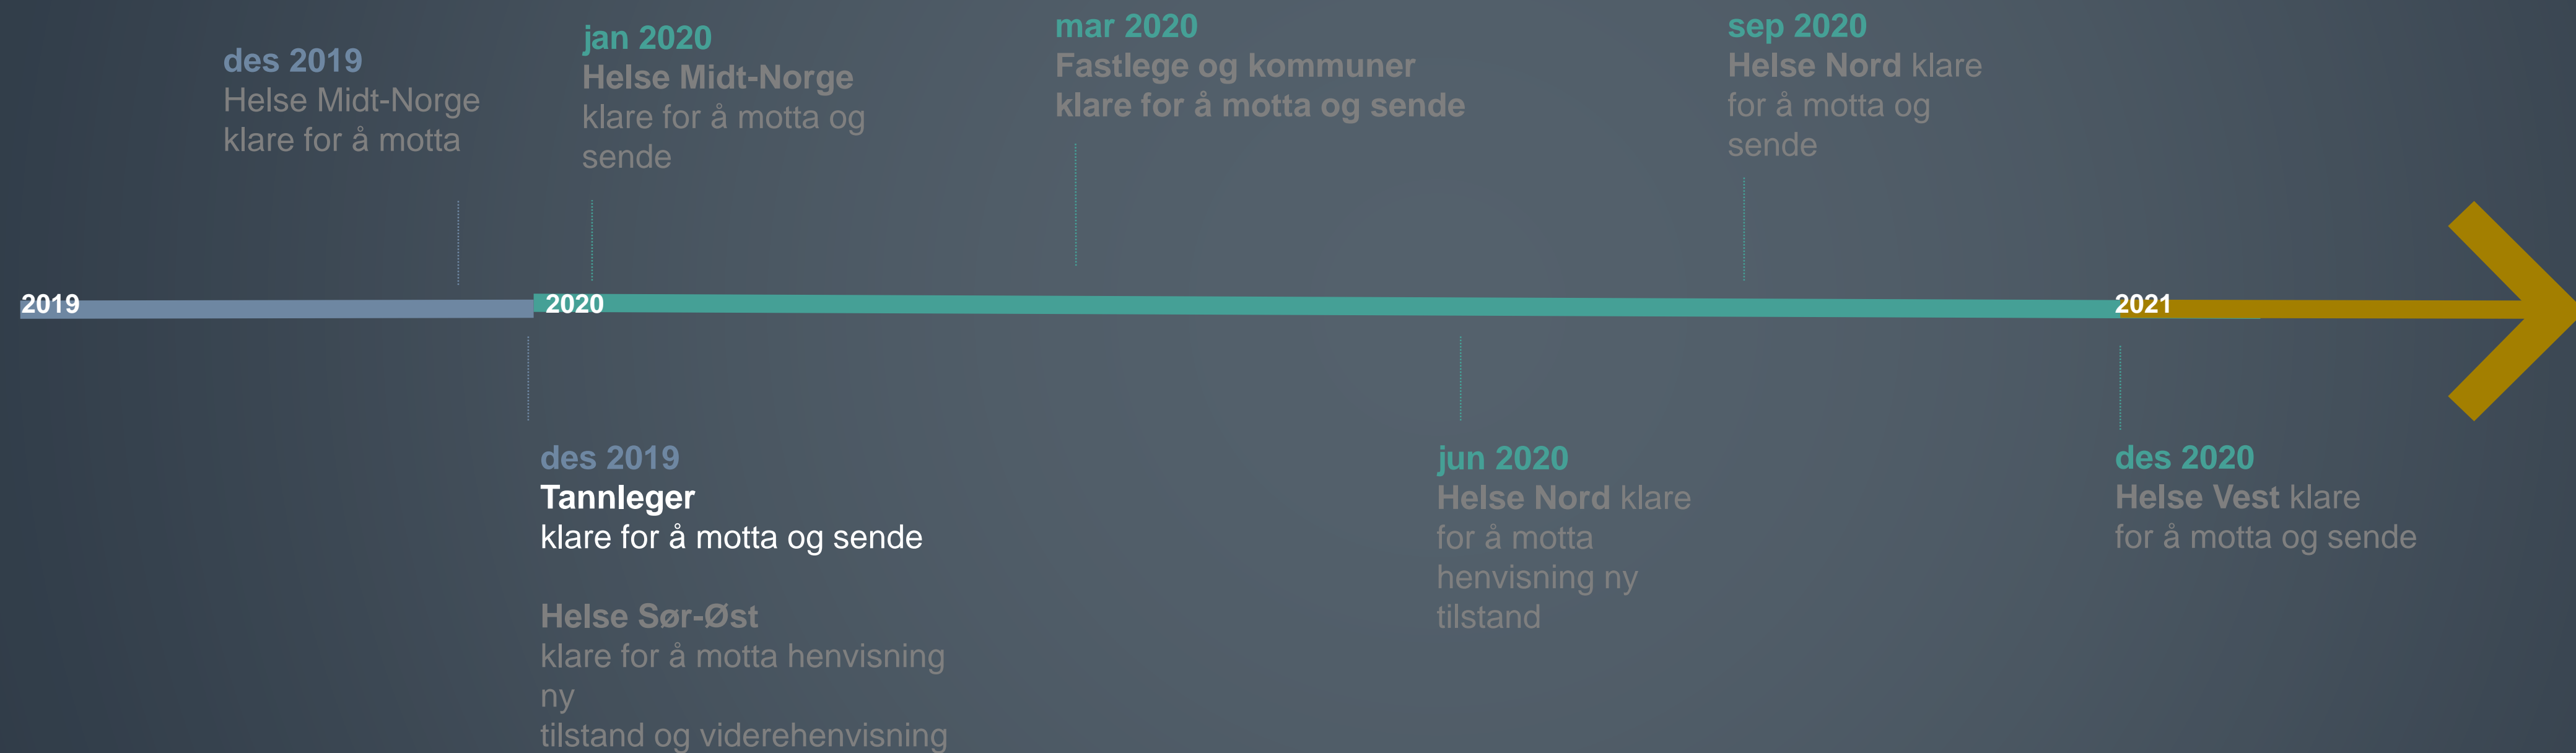 des 2019
Helse Midt-Norge
klare for å motta
jan 2020
Helse Midt-Norge
klare for å motta og
sende
mar 2020
Fastlege og kommuner
klare for å motta og sende
sep 2020
Helse Nord klare
for å motta og
sende
2019
2020
2021
des 2019
Tannleger
klare for å motta og sende
Helse Sør-Øst
klare for å motta henvisning
ny
tilstand og viderehenvisning
jun 2020
Helse Nord klare
for å motta
henvisning ny
tilstand
des 2020
Helse Vest klare
for å motta og sende